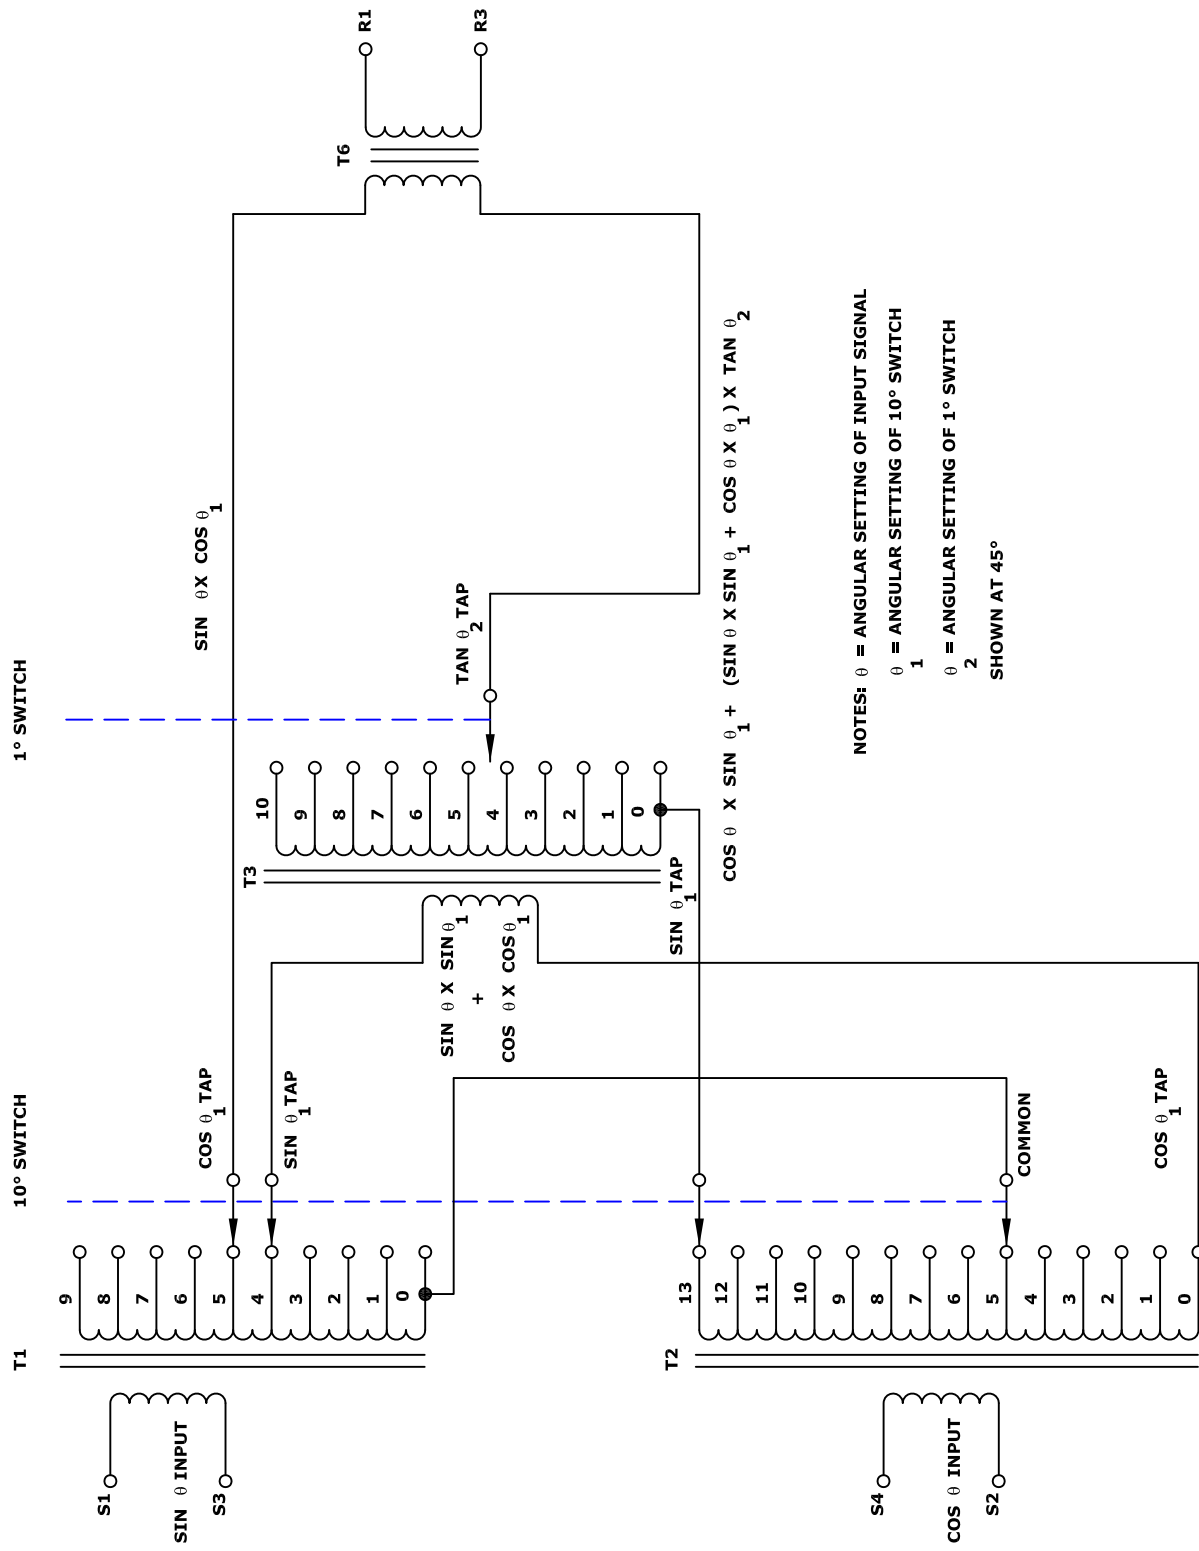 10° SWITCH
1° SWITCH
T1
S1
SIN θ INPUT
S3
9
8
7
6
5
4
3
2
1
0
COS θ1 TAP
SIN θ1 TAP
SIN θ X COS θ1
T3
SIN θ X SIN θ1
+
COS θ X COS θ1
10
9
8
7
6
5
4
3
2
1
0
TAN θ2 TAP
T6
R1
R3
T2
S4
COS θ INPUT
S2
13
12
11
10
9
8
7
6
5
4
3
2
1
0
SIN θ1 TAP
COMMON
COS θ1 TAP
COS θ X SIN θ1 + (SIN θ X SIN θ1 + COS θ X θ1) X TAN θ2
NOTES: θ = ANGULAR SETTING OF INPUT SIGNAL
θ1 = ANGULAR SETTING OF 10° SWITCH
θ2 = ANGULAR SETTING OF 1° SWITCH
SHOWN AT 45°